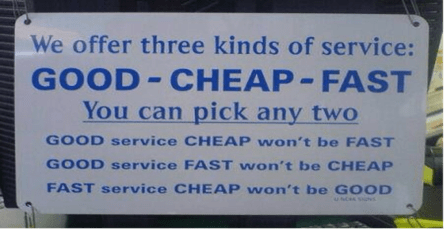 We offer three kinds of service:
GOOD - CHEAP - FAST
You can pick any two
GOOD service CHEAP won't be FAST
GOOD service FAST won't be CHEAP
FAST service CHEAP won't be GOOD